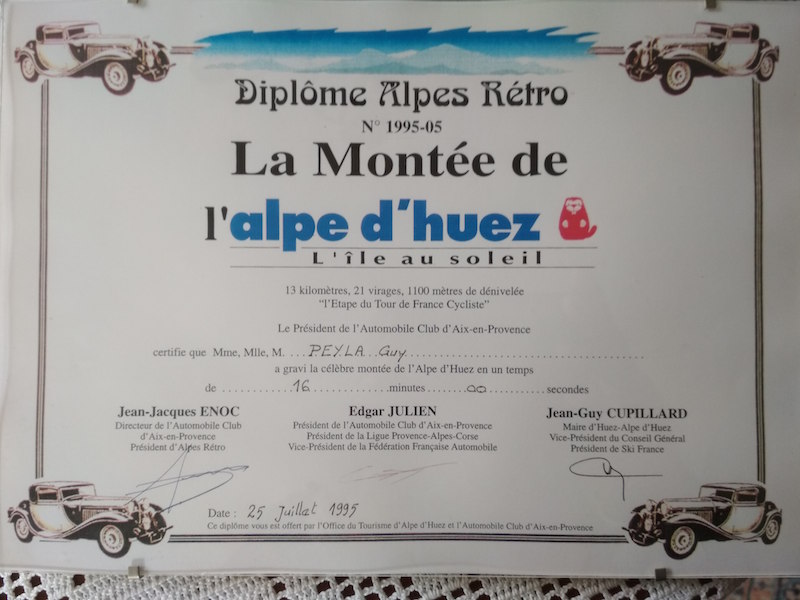 Diplôme Alpes Rétro
N° 1995-05
La Montée de
l'alpe d'huez
L'île au soleil
13 kilomètres, 21 virages, 1100 mètres de dénivelée
"l'Etape du Tour de France Cycliste"
Le Président de l'Automobile Club d'Aix-en-Provence
certifie que Mme, Mlle, M. ... PEYLA Guy ...
a gravi la célèbre montée de l'Alpe d'Huez en un temps
de ... 16 ... minutes ... 00 ... secondes
Jean-Jacques ENOC
Directeur de l'Automobile Club
d'Aix-en-Provence
Président d'Alpes Rétro
Edgar JULIEN
Président de l'Automobile Club d'Aix-en-Provence
Président de la Ligue Provence-Alpes-Corse
Vice-Président de la Fédération Française Automobile
Jean-Guy CUPILLARD
Maire d'Huez-Alpe d'Huez
Vice-Président du Conseil Général
Président de Ski France
Date : 25 Juillet 1995
Ce diplôme vous est offert par l'Office du Tourisme d'Alpe d'Huez et l'Automobile Club d'Aix-en-Provence